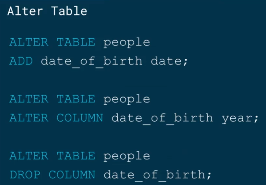 Alter Table
ALTER TABLE people
ADD date_of_birth date;
ALTER TABLE people
ALTER COLUMN date_of_birth year;
ALTER TABLE people
DROP COLUMN date_of_birth;